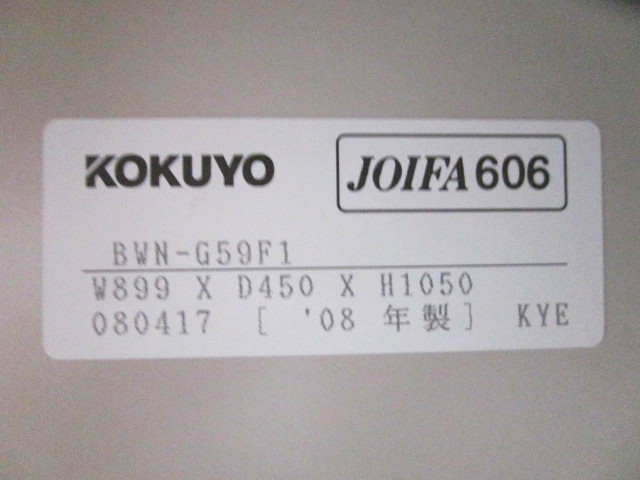 KOKUYO JOIFA606
BWN-G59F1
W899 X D450 X H1050
080417 [ '08 年製] KYE